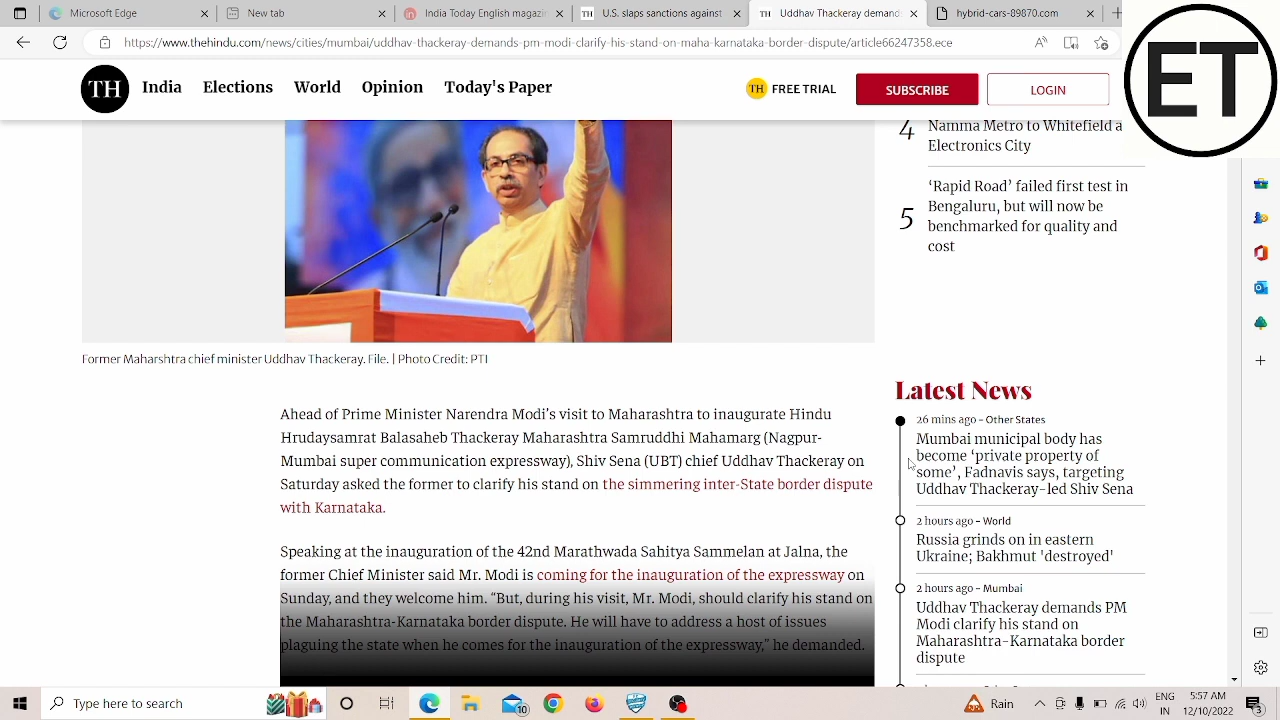 Microsoft Edge
New tab
India Today English magazin
U.S. slaps sanctions against
Uddhav Thackeray demand
hybrid-cars-89870.com
https://www.thehindu.com/news/cities/mumbai/uddhav-thackeray-demands-pm-modi-clarify-his-stand-on-maha-karnataka-border-dispute/article66247358.ece
ET
TH
India
Elections
World
Opinion
Today's Paper
TH FREE TRIAL
SUBSCRIBE
LOGIN
4
Namma Metro to Whitefield a
Electronics City
5
‘Rapid Road’ failed first test in
Bengaluru, but will now be
benchmarked for quality and
cost
Former Maharshtra chief minister Uddhav Thackeray. File. | Photo Credit: PTI
Ahead of Prime Minister Narendra Modi’s visit to Maharashtra to inaugurate Hindu
Hrudaysamrat Balasaheb Thackeray Maharashtra Samruddhi Mahamarg (Nagpur-
Mumbai super communication expressway), Shiv Sena (UBT) chief Uddhav Thackeray on
Saturday asked the former to clarify his stand on the simmering inter-State border dispute
with Karnataka.
Speaking at the inauguration of the 42nd Marathwada Sahitya Sammelan at Jalna, the
former Chief Minister said Mr. Modi is coming for the inauguration of the expressway on
Sunday, and they welcome him. “But, during his visit, Mr. Modi, should clarify his stand on
the Maharashtra-Karnataka border dispute. He will have to address a host of issues
plaguing the state when he comes for the inauguration of the expressway,” he demanded.
Latest News
26 mins ago - Other States
Mumbai municipal body has
become ‘private property of
some’, Fadnavis says, targeting
Uddhav Thackeray-led Shiv Sena
2 hours ago - World
Russia grinds on in eastern
Ukraine; Bakhmut 'destroyed'
2 hours ago - Mumbai
Uddhav Thackeray demands PM
Modi clarify his stand on
Maharashtra-Karnataka border
dispute
Type here to search
10
Rain
ENG
IN
5:57 AM
12/10/2022
3